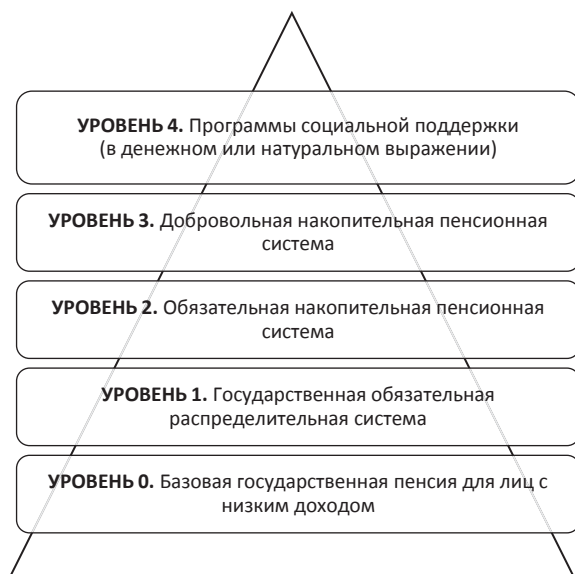 УРОВЕНЬ 4. Программы социальной поддержки
(в денежном или натуральном выражении)
УРОВЕНЬ 3. Добровольная накопительная пенсионная
система
УРОВЕНЬ 2. Обязательная накопительная пенсионная
система
УРОВЕНЬ 1. Государственная обязательная
распределительная система
УРОВЕНЬ 0. Базовая государственная пенсия для лиц с
низким доходом